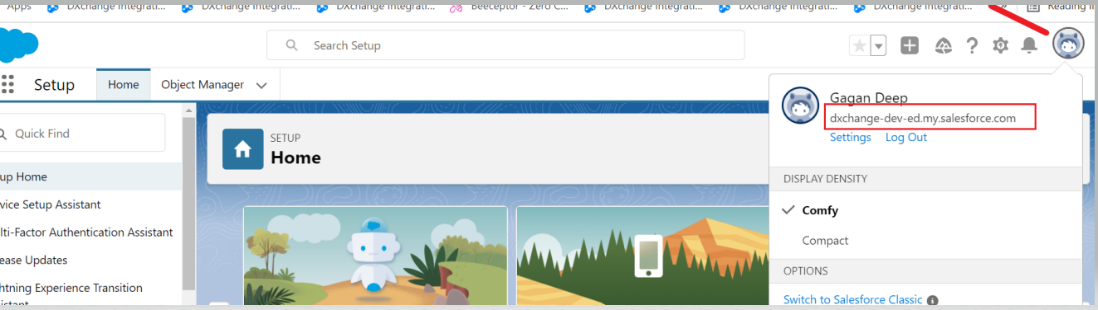 Apps DXchange Integrati... DXchange Integrati... DXchange Integrati... Beeceptor - Zero C... DXchange Integrati... DXchange Integrati... DXchange Integrati... Reading li
Search Setup
Setup Home Object Manager
Gagan Deep
dxchange-dev-ed.my.salesforce.com
Settings Log Out
Quick Find
SETUP
Home
up Home
vice Setup Assistant
lti-Factor Authentication Assistant
ease Updates
htning Experience Transition
sistant
DISPLAY DENSITY
Comfy
Compact
OPTIONS
Switch to Salesforce Classic